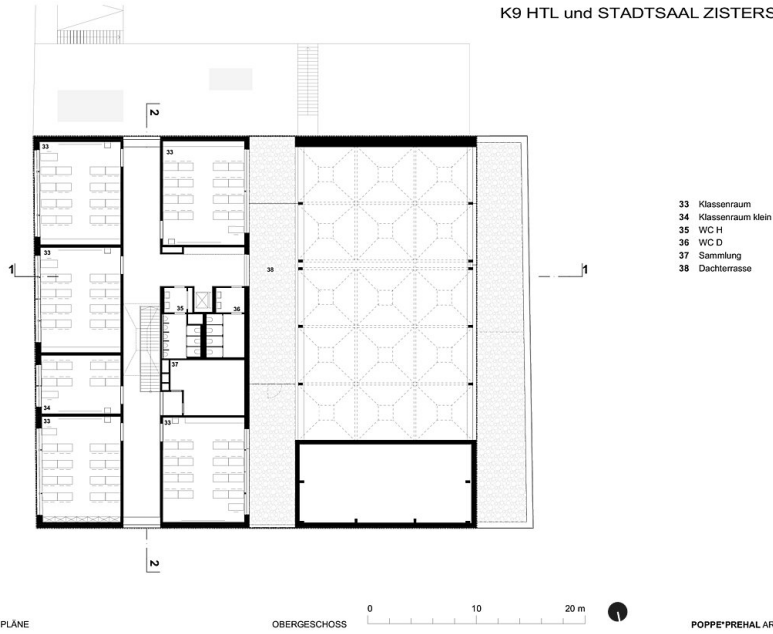 K9 HTL und STADTSAAL ZISTERS
2
33
33
33 Klassenraum
34 Klassenraum klein
35 WC H
36 WC D
37 Sammlung
38 Dachterrasse
33
1
38
1
35
36
37
34
33
33
2
0
10
20 m
PLÄNE
OBERGESCHOSS
POPPE*PREHAL AR